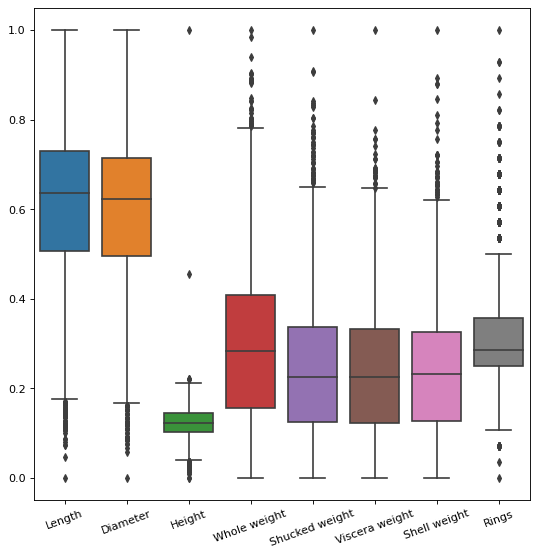 1.0
0.8
0.6
0.4
0.2
0.0
Length
Diameter
Height
Whole weight
Shucked weight
Viscera weight
Shell weight
Rings